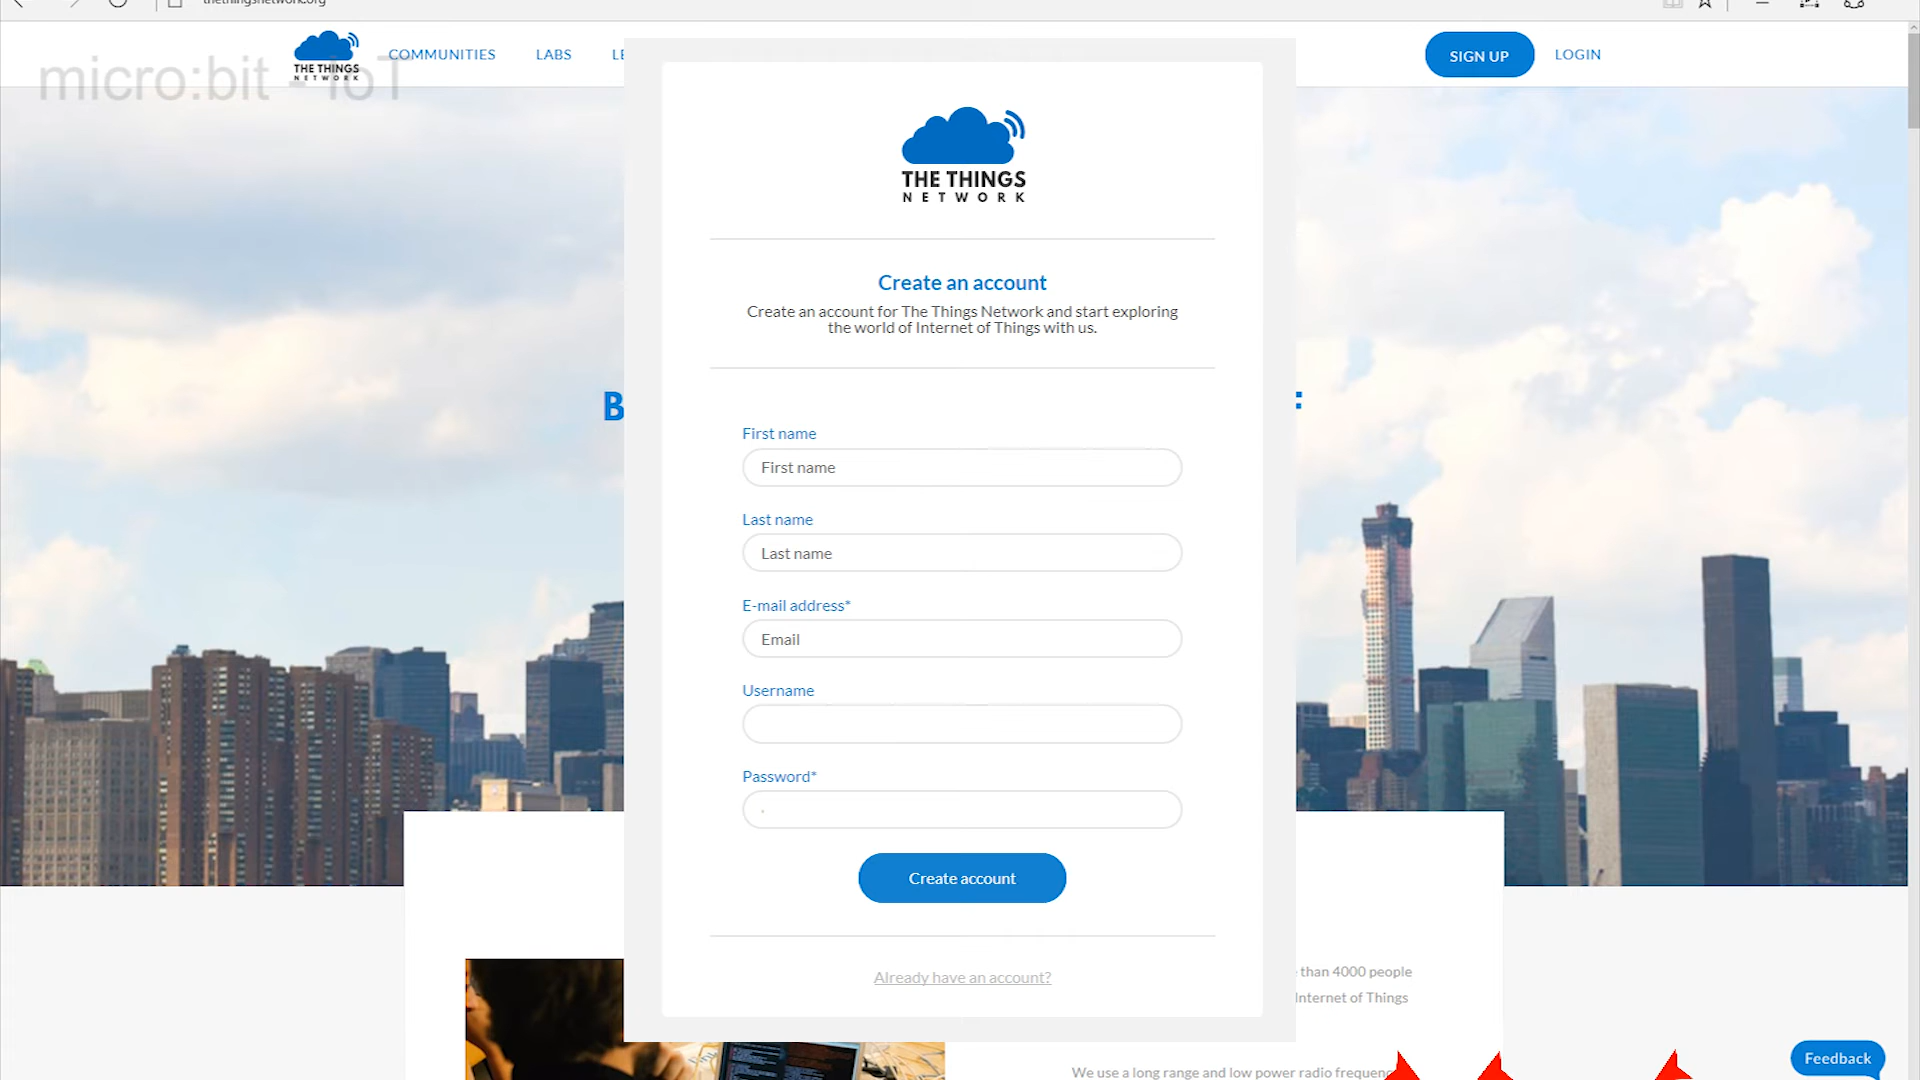 thethingsnetwork.org
micro:bit - IoT
THE THINGS
NETWORK
COMMUNITIES
LABS
SIGN UP
LOGIN
THE THINGS
NETWORK
Create an account
Create an account for The Things Network and start exploring
the world of Internet of Things with us.
B
First name
First name
Last name
Last name
E-mail address*
Email
Username
Password*
Create account
Already have an account?
than 4000 people
Internet of Things
We use a long range and low power radio frequenc
Feedback